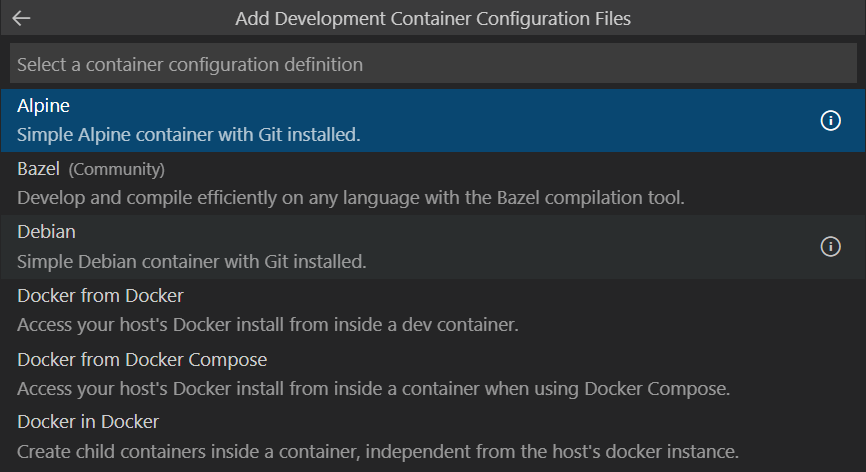 Add Development Container Configuration Files
Select a container configuration definition
Alpine
Simple Alpine container with Git installed.
Bazel (Community)
Develop and compile efficiently on any language with the Bazel compilation tool.
Debian
Simple Debian container with Git installed.
Docker from Docker
Access your host's Docker install from inside a dev container.
Docker from Docker Compose
Access your host's Docker install from inside a container when using Docker Compose.
Docker in Docker
Create child containers inside a container, independent from the host's docker instance.